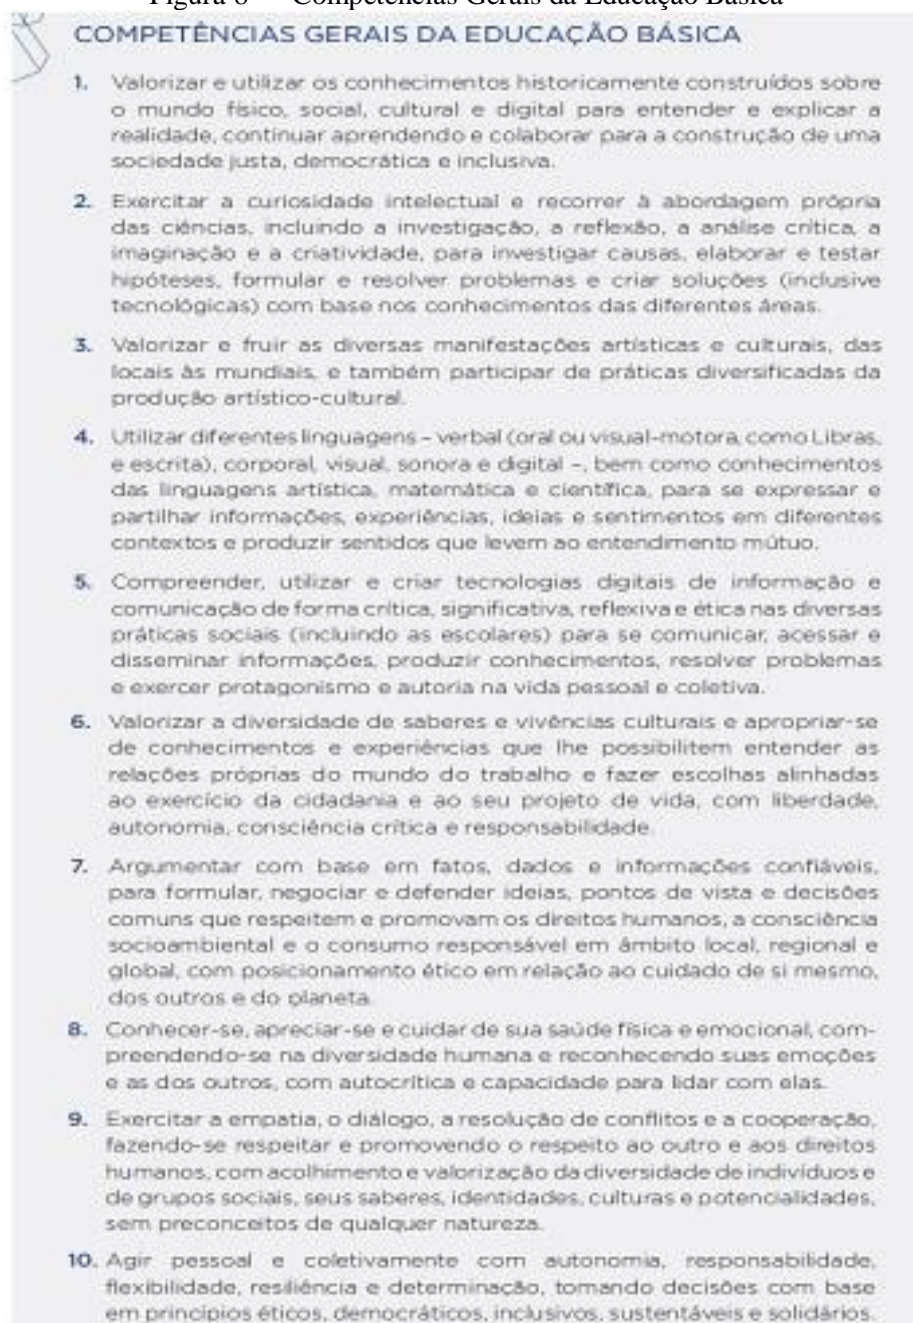 Figura 8 – Competências Gerais da Educação Básica
COMPETÊNCIAS GERAIS DA EDUCAÇÃO BÁSICA
1. Valorizar e utilizar os conhecimentos historicamente construídos sobre
o mundo físico, social, cultural e digital para entender e explicar a
realidade, continuar aprendendo e colaborar para a construção de uma
sociedade justa, democrática e inclusiva.
2. Exercitar a curiosidade intelectual e recorrer à abordagem própria
das ciências, incluindo a investigação, a reflexão, a análise crítica, a
imaginação e a criatividade, para investigar causas, elaborar e testar
hipóteses, formular e resolver problemas e criar soluções (inclusive
tecnológicas) com base nos conhecimentos das diferentes áreas.
3. Valorizar e fruir as diversas manifestações artísticas e culturais, das
locais às mundiais, e também participar de práticas diversificadas da
produção artístico-cultural.
4. Utilizar diferentes linguagens – verbal (oral ou visual-motora, como Libras,
e escrita), corporal, visual, sonora e digital –, bem como conhecimentos
das linguagens artística, matemática e científica, para se expressar e
partilhar informações, experiências, ideias e sentimentos em diferentes
contextos e produzir sentidos que levem ao entendimento mútuo.
5. Compreender, utilizar e criar tecnologias digitais de informação e
comunicação de forma crítica, significativa, reflexiva e ética nas diversas
práticas sociais (incluindo as escolares) para se comunicar, acessar e
disseminar informações, produzir conhecimentos, resolver problemas
e exercer protagonismo e autoria na vida pessoal e coletiva.
6. Valorizar a diversidade de saberes e vivências culturais e apropriar-se
de conhecimentos e experiências que lhe possibilitem entender as
relações próprias do mundo do trabalho e fazer escolhas alinhadas
ao exercício da cidadania e ao seu projeto de vida, com liberdade,
autonomia, consciência crítica e responsabilidade.
7. Argumentar com base em fatos, dados e informações confiáveis,
para formular, negociar e defender ideias, pontos de vista e decisões
comuns que respeitem e promovam os direitos humanos, a consciência
socioambiental e o consumo responsável em âmbito local, regional e
global, com posicionamento ético em relação ao cuidado de si mesmo,
dos outros e do planeta.
8. Conhecer-se, apreciar-se e cuidar de sua saúde física e emocional, com-
preendendo-se na diversidade humana e reconhecendo suas emoções
e as dos outros, com autocrítica e capacidade para lidar com elas.
9. Exercitar a empatia, o diálogo, a resolução de conflitos e a cooperação,
fazendo-se respeitar e promovendo o respeito ao outro e aos direitos
humanos, com acolhimento e valorização da diversidade de indivíduos e
de grupos sociais, seus saberes, identidades, culturas e potencialidades,
sem preconceitos de qualquer natureza.
10. Agir pessoal e coletivamente com autonomia, responsabilidade,
flexibilidade, resiliência e determinação, tomando decisões com base
em princípios éticos, democráticos, inclusivos, sustentáveis e solidários.